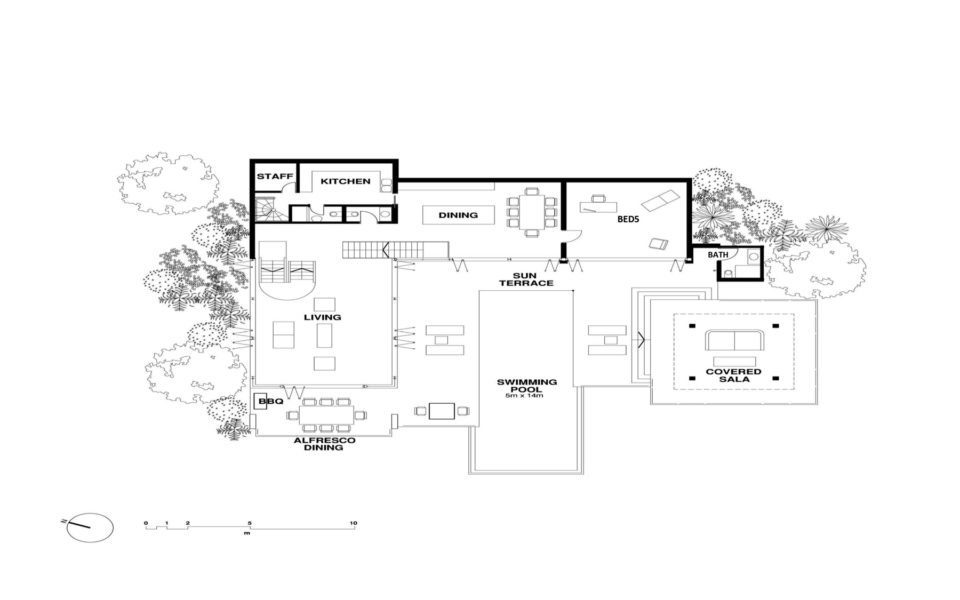 STAFF
KITCHEN
DINING
BEDS
BATH
SUN
TERRACE
LIVING
COVERED
SALA
SWIMMING
POOL
5m x 14m
BBQ
ALFRESCO
DINING
N
0 1 2 5 10
m